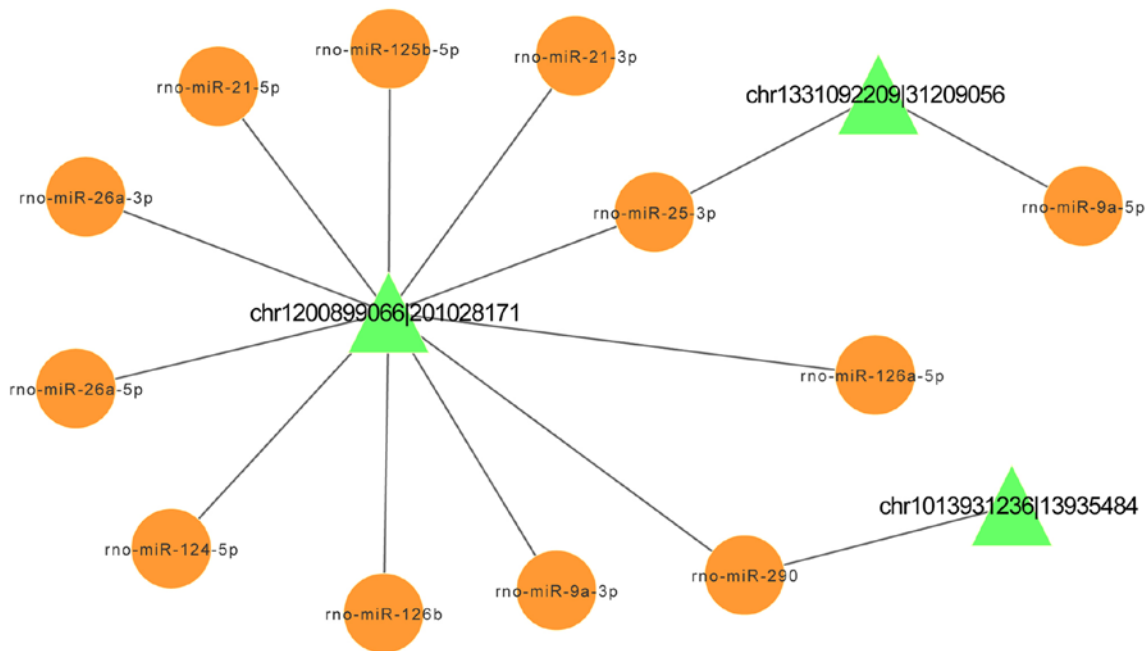 rno-miR-125b-5p
rno-miR-21-3p
rno-miR-21-5p
chr1331092209|31209056
rno-miR-26a-3p
rno-miR-25-3p
rno-miR-9a-5p
chr1200899066|201028171
rno-miR-26a-5p
rno-miR-126a-5p
chr1013931236|13935484
rno-miR-124-5p
rno-miR-290
rno-miR-9a-3p
rno-miR-126b